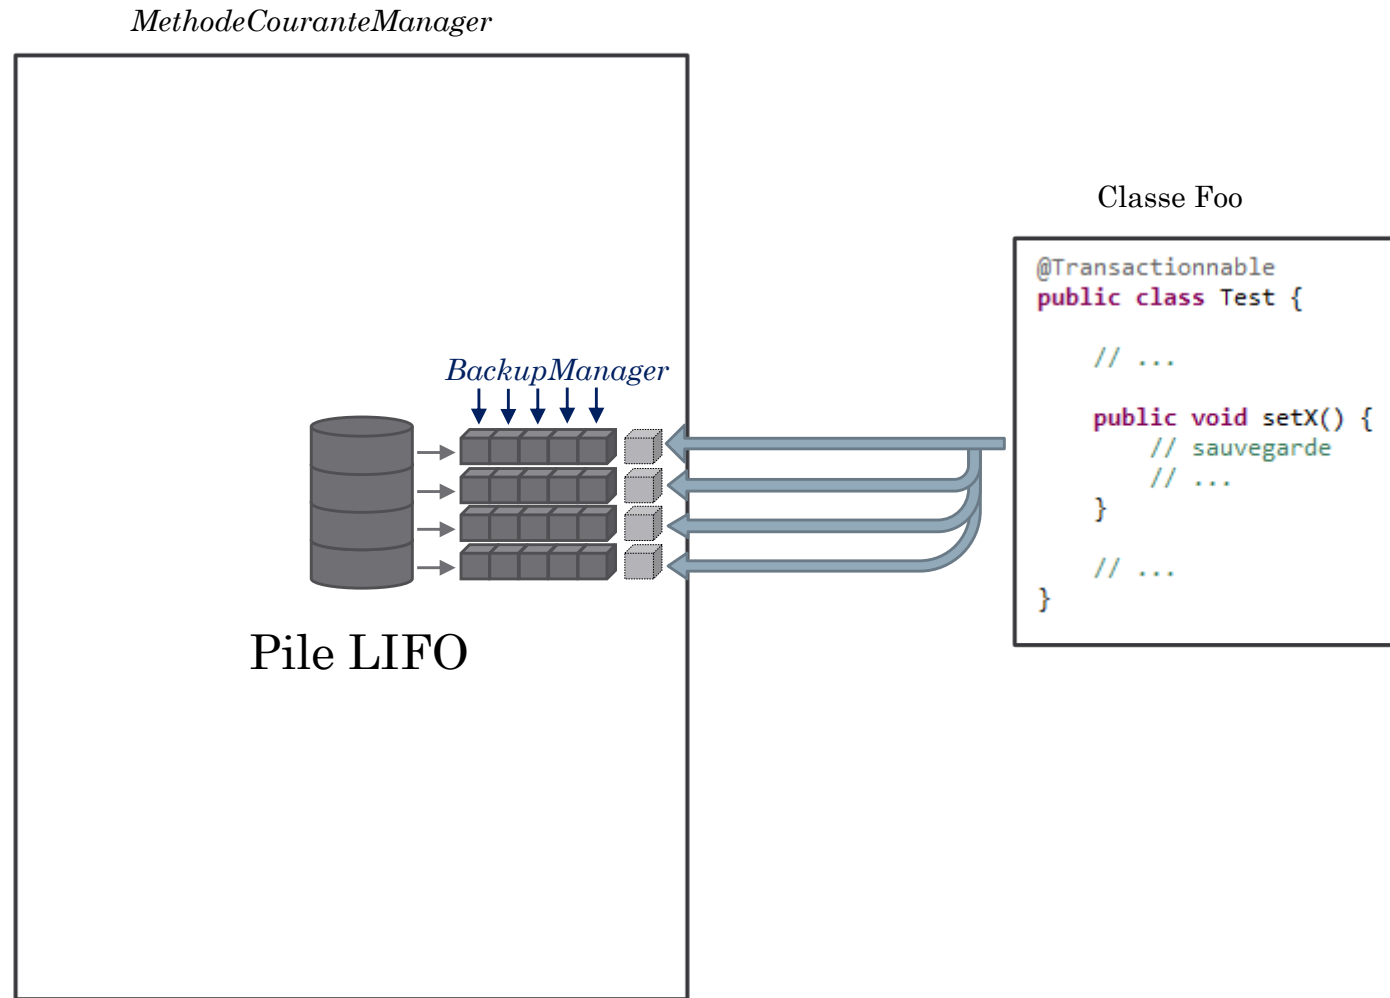 MethodeCouranteManager
Classe Foo
@Transactionnable
public class Test {
// ...
public void setX() {
// sauvegarde
// ...
}
// ...
}
BackupManager
Pile LIFO